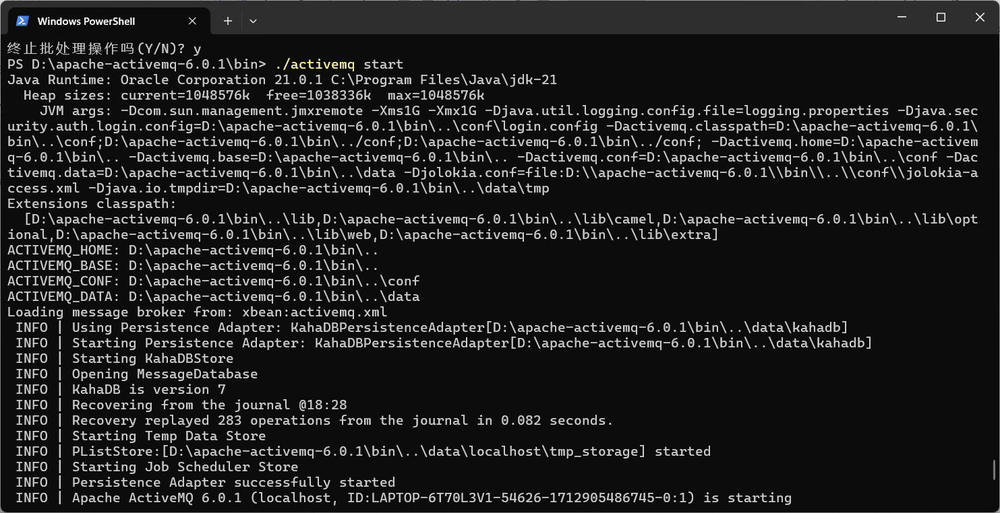 Windows PowerShell
终止批处理操作吗(Y/N)? y
PS D:\apache-activemq-6.0.1\bin> ./activemq start
Java Runtime: Oracle Corporation 21.0.1 C:\Program Files\Java\jdk-21
  Heap sizes: current=1048576k  free=1038336k  max=1048576k
    JVM args: -Dcom.sun.management.jmxremote -Xms1G -Xmx1G -Djava.util.logging.config.file=logging.properties -Djava.sec
urity.auth.login.config=D:\apache-activemq-6.0.1\bin\..\conf\login.config -Dactivemq.classpath=D:\apache-activemq-6.0.1\
bin\..\conf;D:\apache-activemq-6.0.1\bin\../conf;D:\apache-activemq-6.0.1\bin\../conf; -Dactivemq.home=D:\apache-activem
q-6.0.1\bin\.. -Dactivemq.base=D:\apache-activemq-6.0.1\bin\.. -Dactivemq.conf=D:\apache-activemq-6.0.1\bin\..\conf -Dac
tivemq.data=D:\apache-activemq-6.0.1\bin\..\data -Djolokia.conf=file:D:\\apache-activemq-6.0.1\\bin\\..\\conf\\jolokia-a
ccess.xml -Djava.io.tmpdir=D:\apache-activemq-6.0.1\bin\..\data\tmp
Extensions classpath:
  [D:\apache-activemq-6.0.1\bin\..\lib,D:\apache-activemq-6.0.1\bin\..\lib\camel,D:\apache-activemq-6.0.1\bin\..\lib\opt
ional,D:\apache-activemq-6.0.1\bin\..\lib\web,D:\apache-activemq-6.0.1\bin\..\lib\extra]
ACTIVEMQ_HOME: D:\apache-activemq-6.0.1\bin\..
ACTIVEMQ_BASE: D:\apache-activemq-6.0.1\bin\..
ACTIVEMQ_CONF: D:\apache-activemq-6.0.1\bin\..\conf
ACTIVEMQ_DATA: D:\apache-activemq-6.0.1\bin\..\data
Loading message broker from: xbean:activemq.xml
 INFO | Using Persistence Adapter: KahaDBPersistenceAdapter[D:\apache-activemq-6.0.1\bin\..\data\kahadb]
 INFO | Starting Persistence Adapter: KahaDBPersistenceAdapter[D:\apache-activemq-6.0.1\bin\..\data\kahadb]
 INFO | Starting KahaDBStore
 INFO | Opening MessageDatabase
 INFO | KahaDB is version 7
 INFO | Recovering from the journal @18:28
 INFO | Recovery replayed 283 operations from the journal in 0.082 seconds.
 INFO | Starting Temp Data Store
 INFO | PListStore:[D:\apache-activemq-6.0.1\bin\..\data\localhost\tmp_storage] started
 INFO | Starting Job Scheduler Store
 INFO | Persistence Adapter successfully started
 INFO | Apache ActiveMQ 6.0.1 (localhost, ID:LAPTOP-6T70L3V1-54626-1712905486745-0:1) is starting